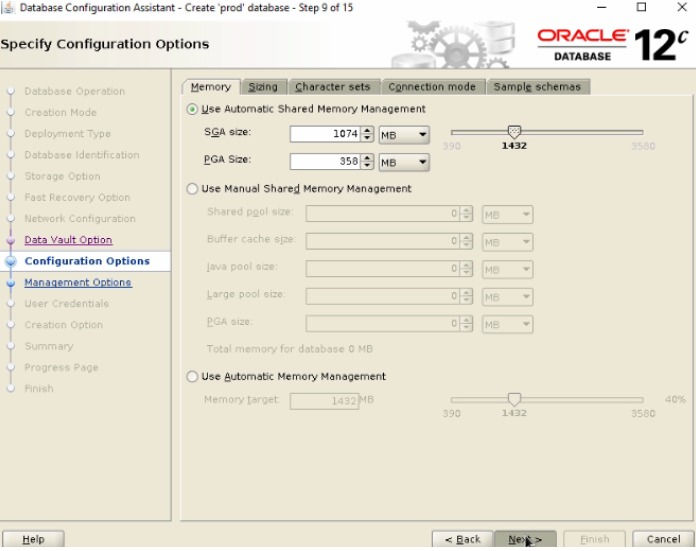 Database Configuration Assistant - Create 'prod' database - Step 9 of 15
Specify Configuration Options
ORACLE
DATABASE
12c
Database Operation
Creation Mode
Deployment Type
Database Identification
Storage Option
Fast Recovery Option
Network Configuration
Data Vault Option
Configuration Options
Management Options
User Credentials
Creation Option
Summary
Progress Page
Finish
Memory Sizing Character sets Connection mode Sample schemas
Use Automatic Shared Memory Management
SGA size: 1074 MB
390 1432 3580
PGA Size: 358 MB
Use Manual Shared Memory Management
Shared pool size: 0 MB
Buffer cache size: 0 MB
Java pool size: 0 MB
Large pool size: 0 MB
PGA size: 0 MB
Total memory for database 0 MB
Use Automatic Memory Management
Memory target: 1432 MB 40%
390 1432 3580
Help < Back Next > Finish Cancel